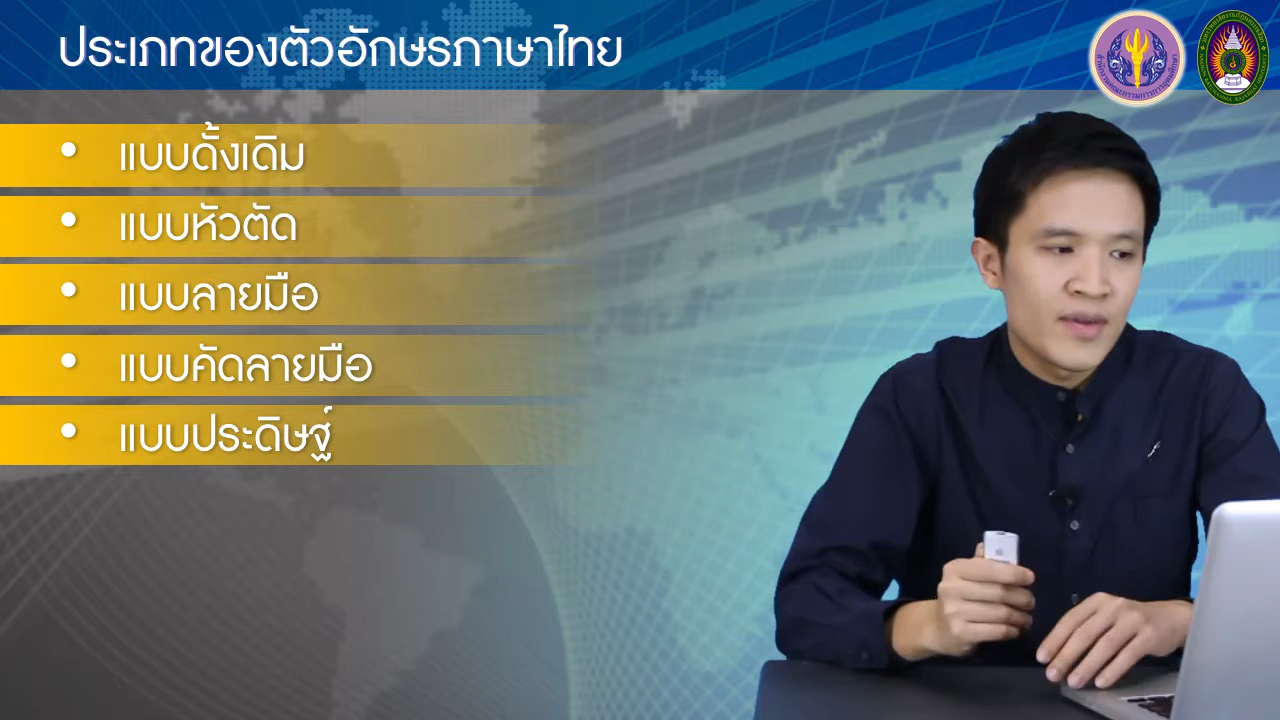 ประเภทของตัวอักษรภาษาไทย
• แบบดั้งเดิม
• แบบหัวตัด
• แบบลายมือ
• แบบคัดลายมือ
• แบบประดิษฐ์